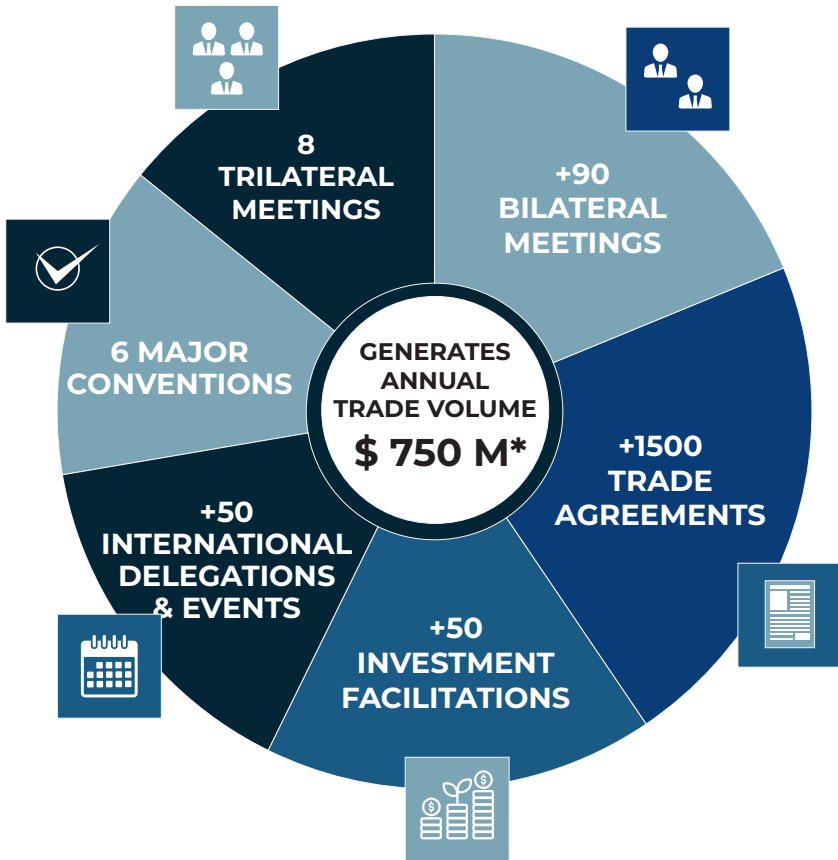 8
TRILATERAL
MEETINGS
+90
BILATERAL
MEETINGS
6 MAJOR
CONVENTIONS
GENERATES
ANNUAL
TRADE VOLUME
$ 750 M*
+1500
TRADE
AGREEMENTS
+50
INTERNATIONAL
DELEGATIONS
& EVENTS
+50
INVESTMENT
FACILITATIONS